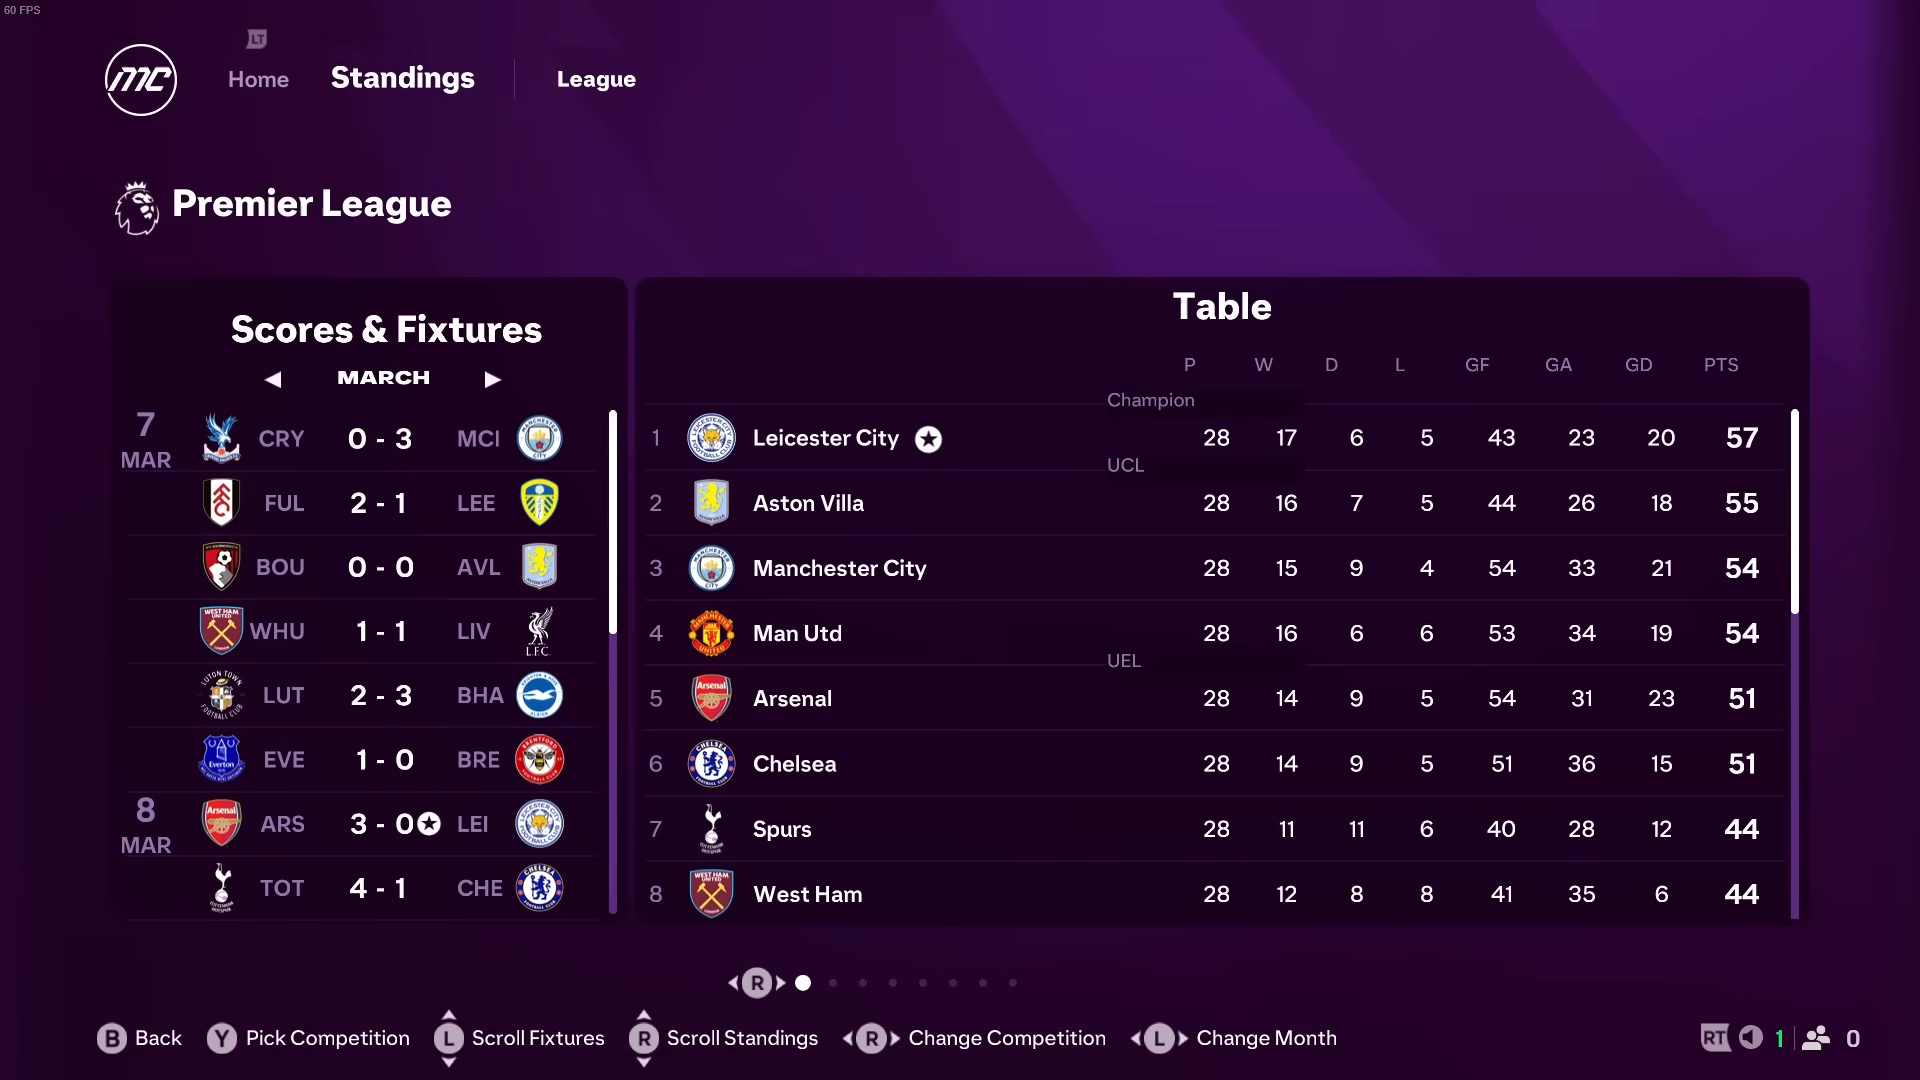 60 FPS
LT
MC Home Standings League
Premier League
Scores & Fixtures
MARCH
7 MAR
CRY 0 - 3 MCI
FUL 2 - 1 LEE
BOU 0 - 0 AVL
WHU 1 - 1 LIV
LUT 2 - 3 BHA
EVE 1 - 0 BRE
8 MAR
ARS 3 - 0 LEI
TOT 4 - 1 CHE
Table
P W D L GF GA GD PTS
Champion
1 Leicester City 28 17 6 5 43 23 20 57
UCL
2 Aston Villa 28 16 7 5 44 26 18 55
3 Manchester City 28 15 9 4 54 33 21 54
4 Man Utd 28 16 6 6 53 34 19 54
UEL
5 Arsenal 28 14 9 5 54 31 23 51
6 Chelsea 28 14 9 5 51 36 15 51
7 Spurs 28 11 11 6 40 28 12 44
8 West Ham 28 12 8 8 41 35 6 44
R
B Back Y Pick Competition L Scroll Fixtures R Scroll Standings R Change Competition L Change Month RT 1 0